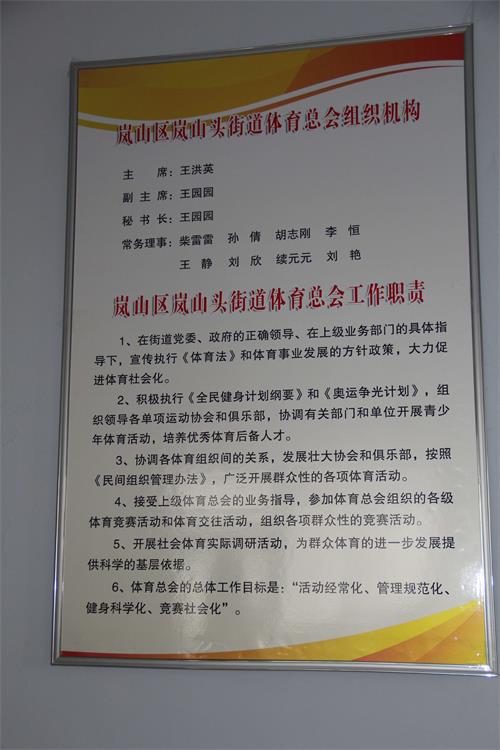 岚山区岚山头街道体育总会组织机构
主 席：王洪英
副 主 席：王园园
秘 书 长：王园园
常务理事：柴雷雷 孙 倩 胡志刚 李 恒
王 静 刘 欣 续元元 刘 艳
岚山区岚山头街道体育总会工作职责
1、在街道党委、政府的正确领导、在上级业务部门的具体指
导下，宣传执行《体育法》和体育事业发展的方针政策，大力促
进体育社会化。
2、积极执行《全民健身计划纲要》和《奥运争光计划》，组
织领导各单项运动协会和俱乐部，协调有关部门和单位开展青少
年体育活动，培养优秀体育后备人才。
3、协调各体育组织间的关系，发展壮大协会和俱乐部，按照
《民间组织管理办法》，广泛开展群众性的各项体育活动。
4、接受上级体育总会的业务指导，参加体育总会组织的各级
体育竞赛活动和体育交往活动，组织各项群众性的竞赛活动。
5、开展社会体育实际调研活动，为群众体育的进一步发展提
供科学的基层依据。
6、体育总会的总体工作目标是：“活动经常化、管理规范化、
健身科学化、竞赛社会化”。